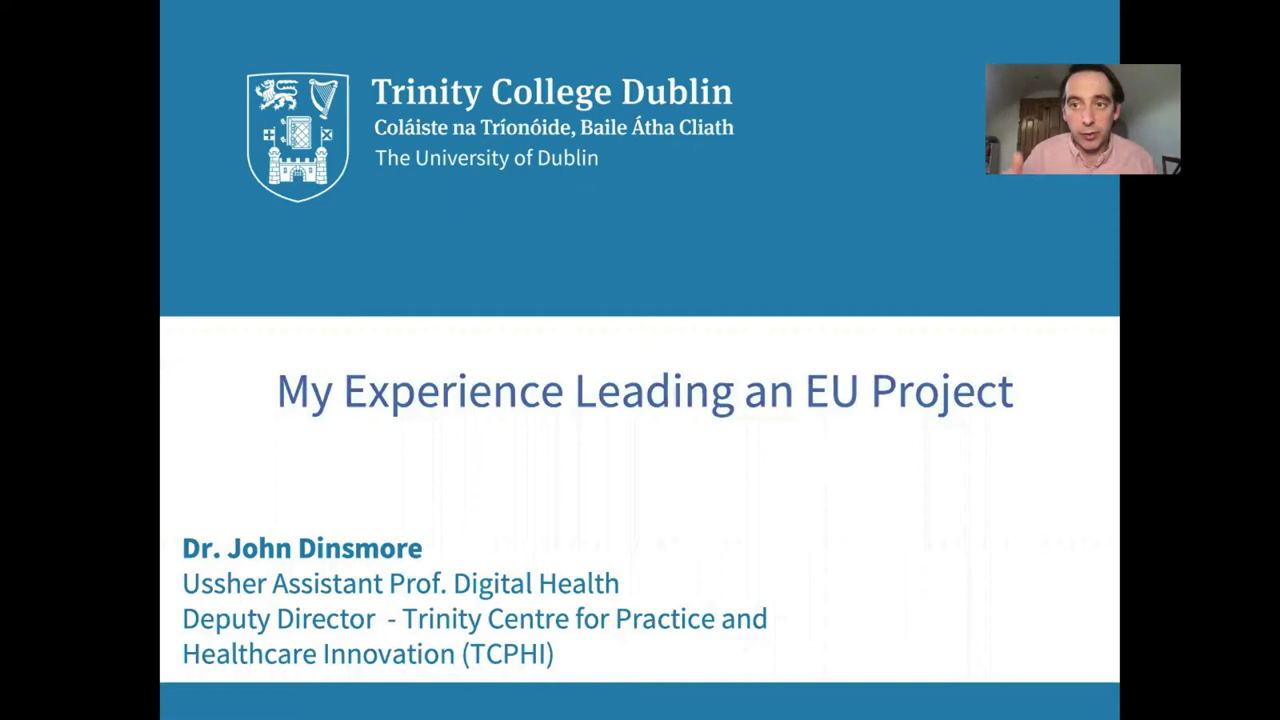 Trinity College Dublin
Coláiste na Tríonóide, Baile Átha Cliath
The University of Dublin
My Experience Leading an EU Project
Dr. John Dinsmore
Ussher Assistant Prof. Digital Health
Deputy Director - Trinity Centre for Practice and
Healthcare Innovation (TCPHI)